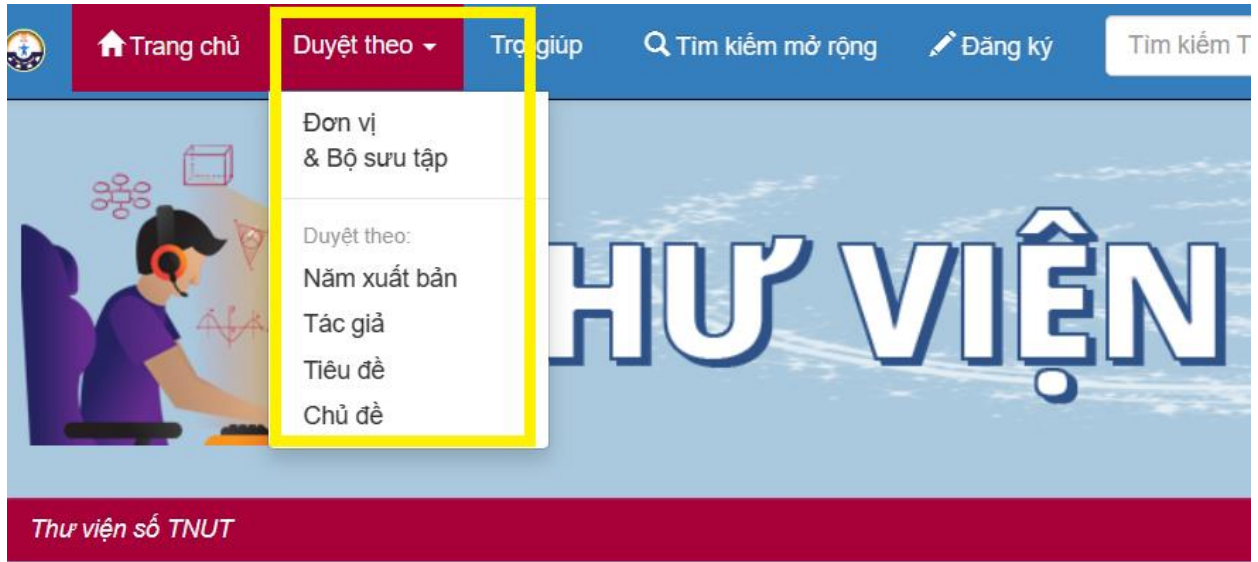 Trang chủ Duyệt theo Trợ giúp Tìm kiếm mở rộng Đăng ký Tìm kiếm T
Đơn vị
& Bộ sưu tập
Duyệt theo:
Năm xuất bản
Tác giả
Tiêu đề
Chủ đề
HƯ VIỆN
Thư viện số TNUT